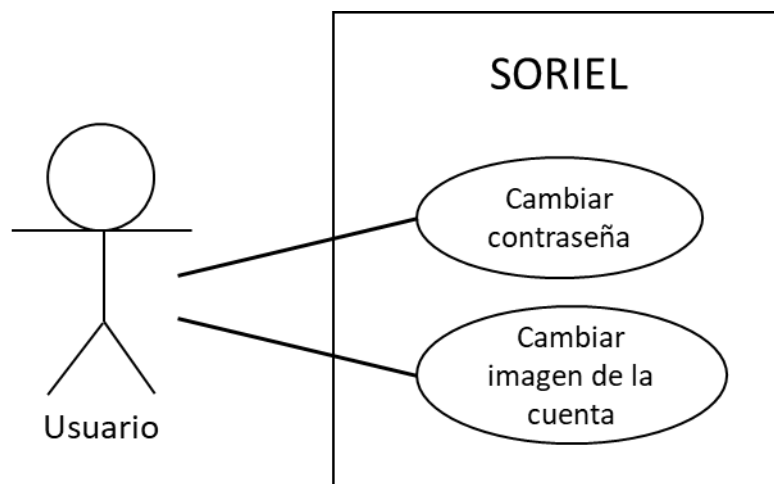 SORIEL
Cambiar
contraseña
Cambiar
imagen de la
cuenta
Usuario